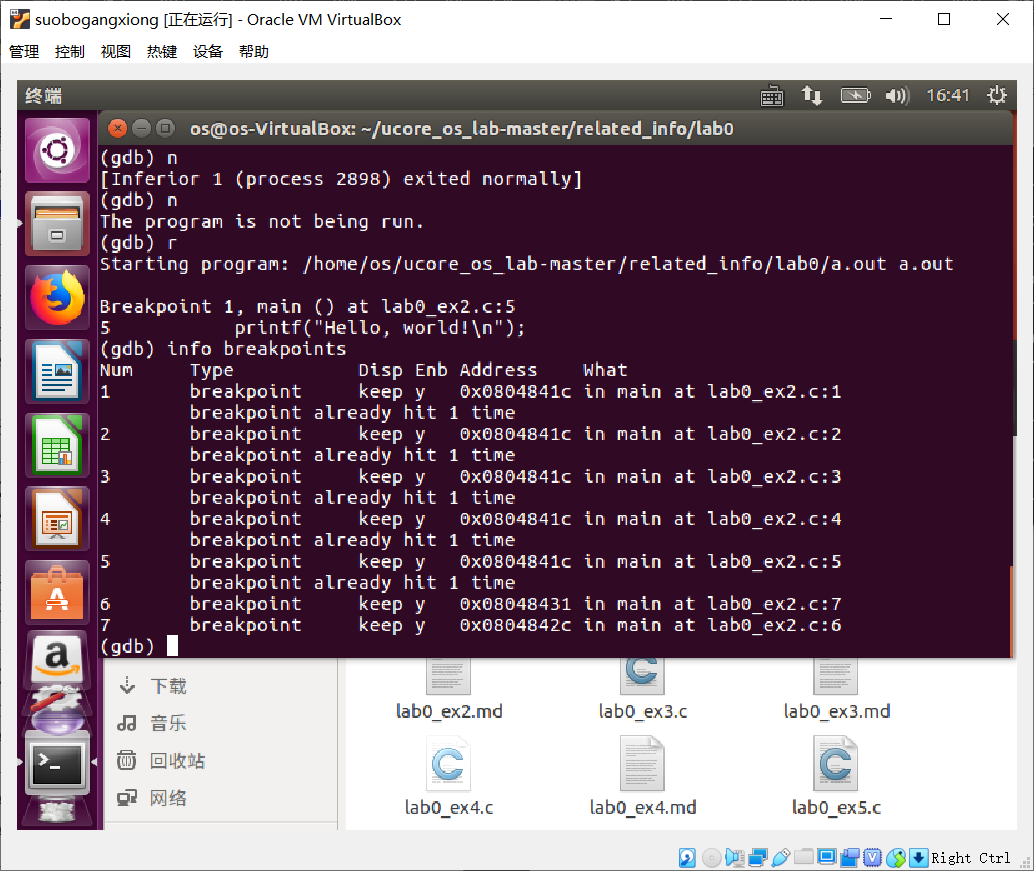 suobogangxiong [正在运行] - Oracle VM VirtualBox
管理 控制 视图 热键 设备 帮助
终端 16:41
os@os-VirtualBox: ~/ucore_os_lab-master/related_info/lab0
(gdb) n
[Inferior 1 (process 2898) exited normally]
(gdb) n
The program is not being run.
(gdb) r
Starting program: /home/os/ucore_os_lab-master/related_info/lab0/a.out a.out
Breakpoint 1, main () at lab0_ex2.c:5
5 printf("Hello, world!\n");
(gdb) info breakpoints
Num Type Disp Enb Address What
1 breakpoint keep y 0x0804841c in main at lab0_ex2.c:1
breakpoint already hit 1 time
2 breakpoint keep y 0x0804841c in main at lab0_ex2.c:2
breakpoint already hit 1 time
3 breakpoint keep y 0x0804841c in main at lab0_ex2.c:3
breakpoint already hit 1 time
4 breakpoint keep y 0x0804841c in main at lab0_ex2.c:4
breakpoint already hit 1 time
5 breakpoint keep y 0x0804841c in main at lab0_ex2.c:5
breakpoint already hit 1 time
6 breakpoint keep y 0x08048431 in main at lab0_ex2.c:7
7 breakpoint keep y 0x0804842c in main at lab0_ex2.c:6
(gdb)
下载
音乐
回收站
网络
lab0_ex2.md lab0_ex3.c lab0_ex3.md
lab0_ex4.c lab0_ex4.md lab0_ex5.c
Right Ctrl